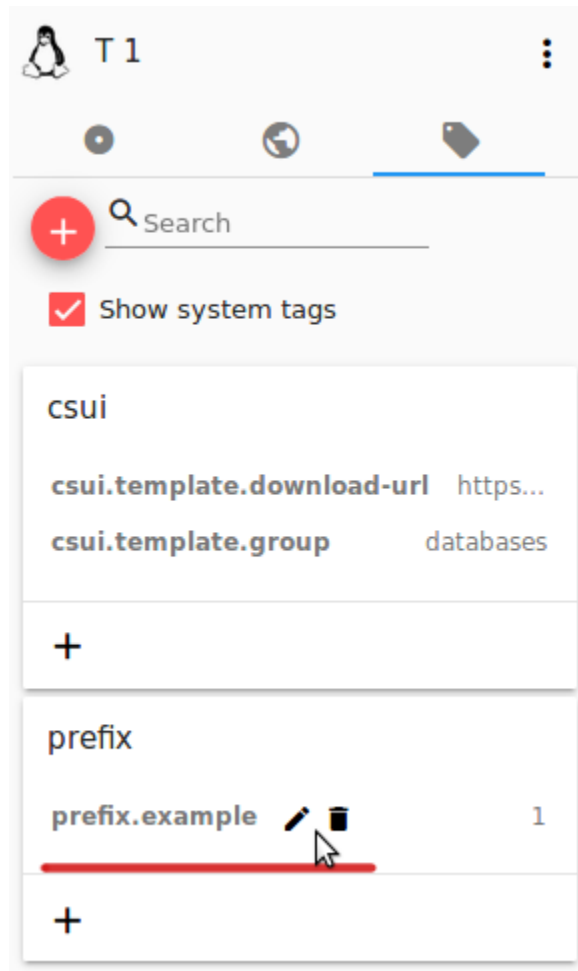 T 1
Search
Show system tags
csui
csui.template.download-url https...
csui.template.group databases
prefix
prefix.example 1